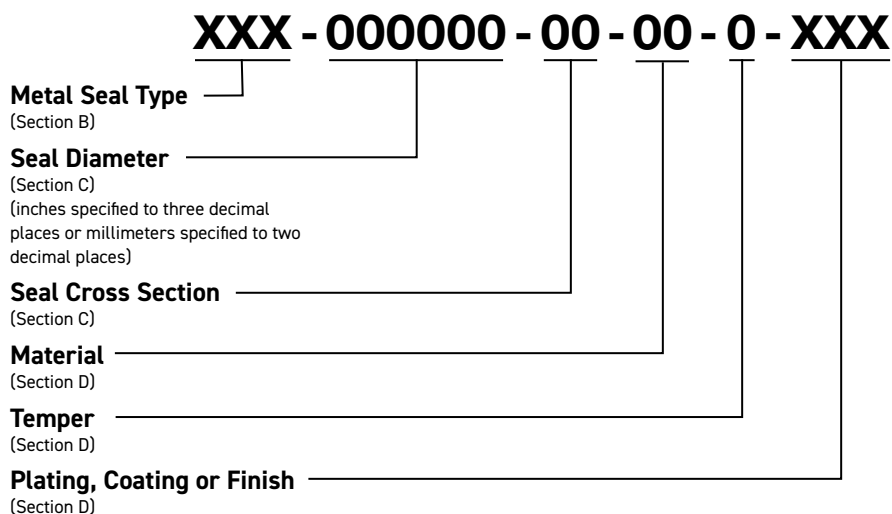 XXX - 000000 - 00 - 00 - 0 - XXX
Metal Seal Type
(Section B)
Seal Diameter
(Section C)
(inches specified to three decimal
places or millimeters specified to two
decimal places)
Seal Cross Section
(Section C)
Material
(Section D)
Temper
(Section D)
Plating, Coating or Finish
(Section D)